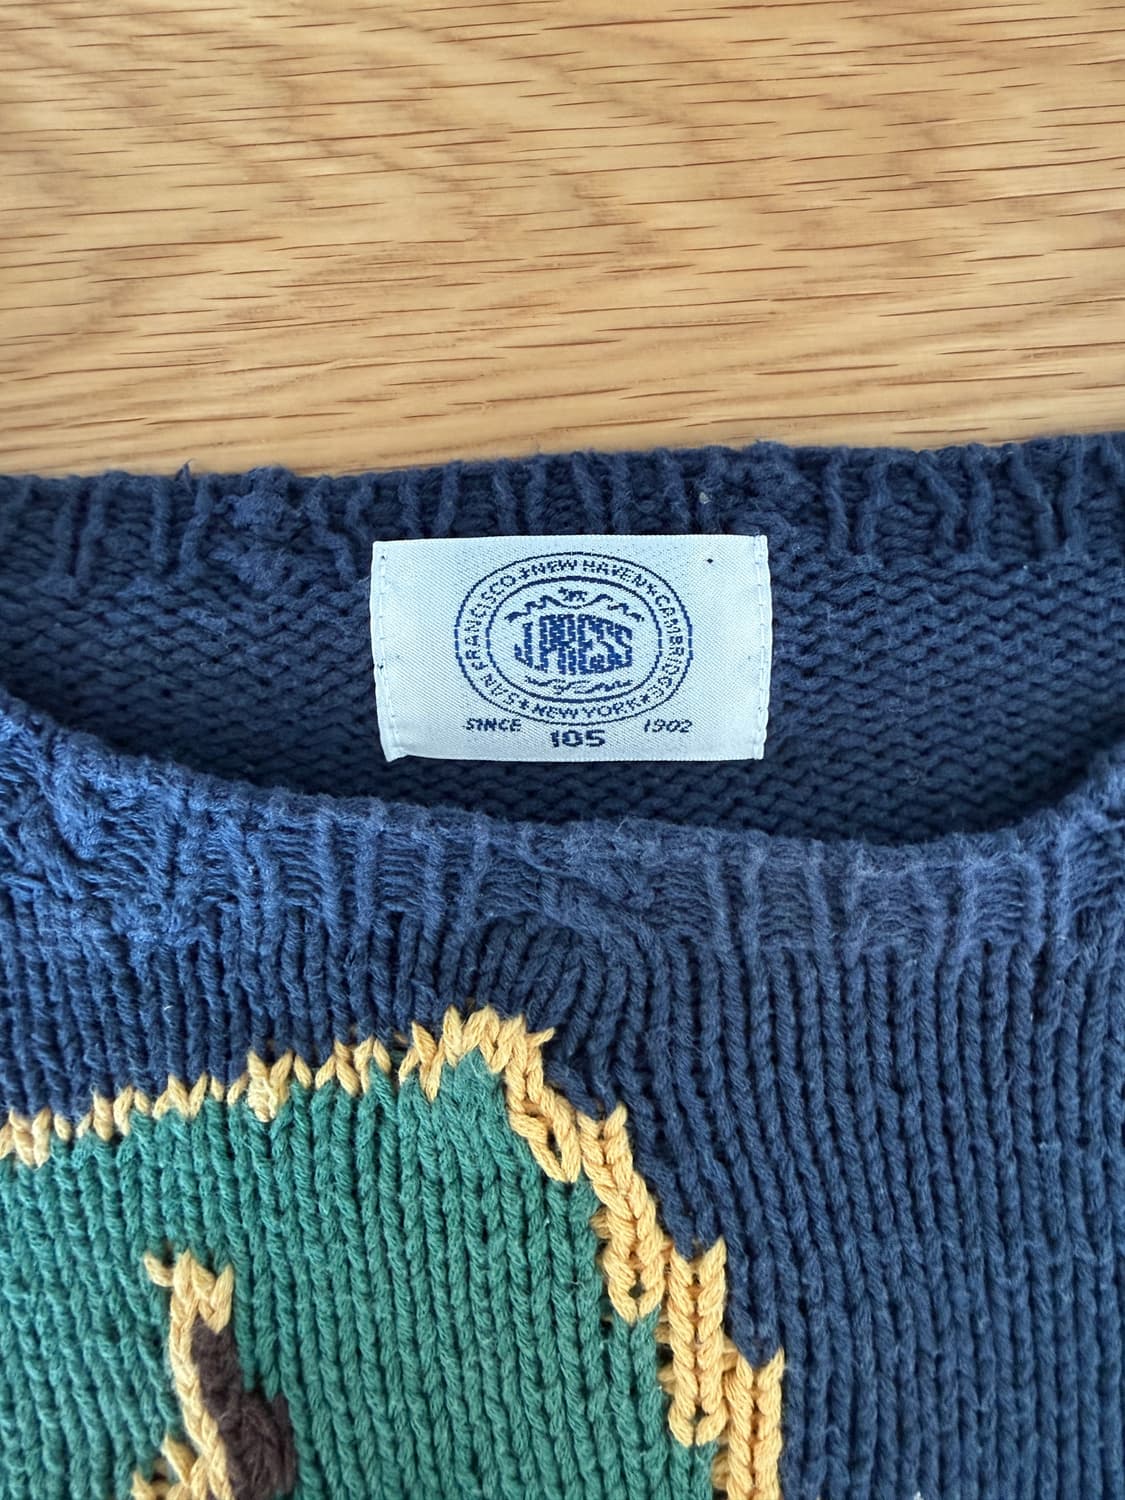 ★ NEW HAVEN ★ CAMBRIDGE ★ NEW YORK ★ SAN FRANCISCO
J.PRESS
SINCE 1902
105